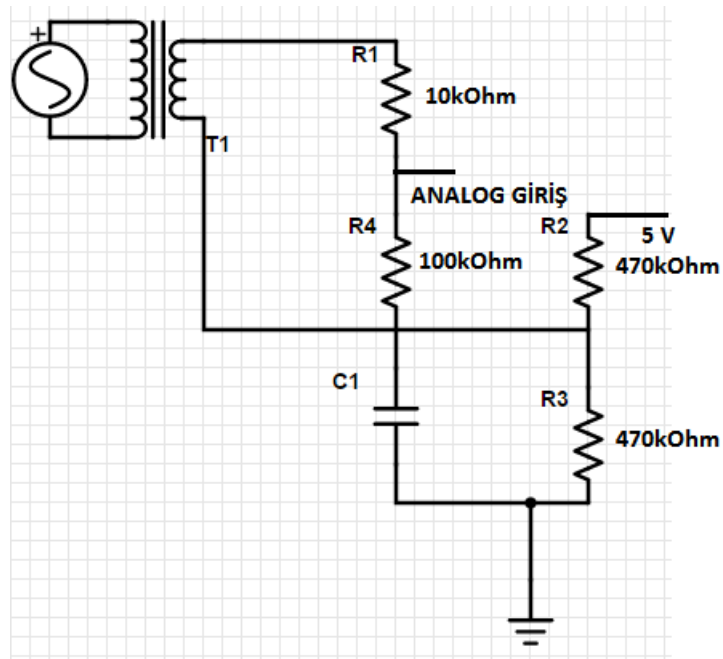 +
T1
R1
10kOhm
ANALOG GİRİŞ
R4
100kOhm
R2
5 V
470kOhm
C1
R3
470kOhm